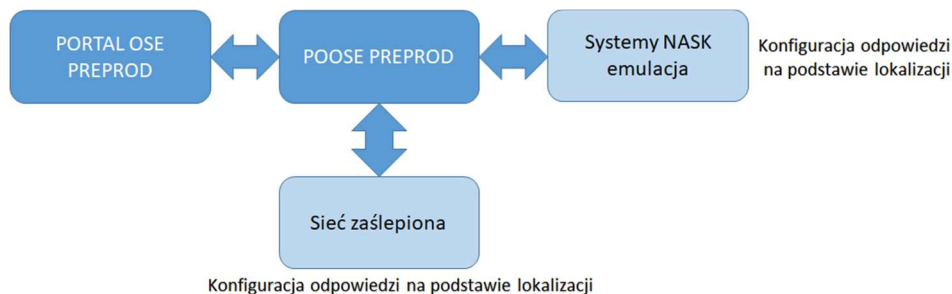 PORTAL OSE
PREPROD
POOSE PREPROD
Systemy NASK
emulacja
Konfiguracja odpowiedzi
na podstawie lokalizacji
Sieć zaślepiona
Konfiguracja odpowiedzi na podstawie lokalizacji